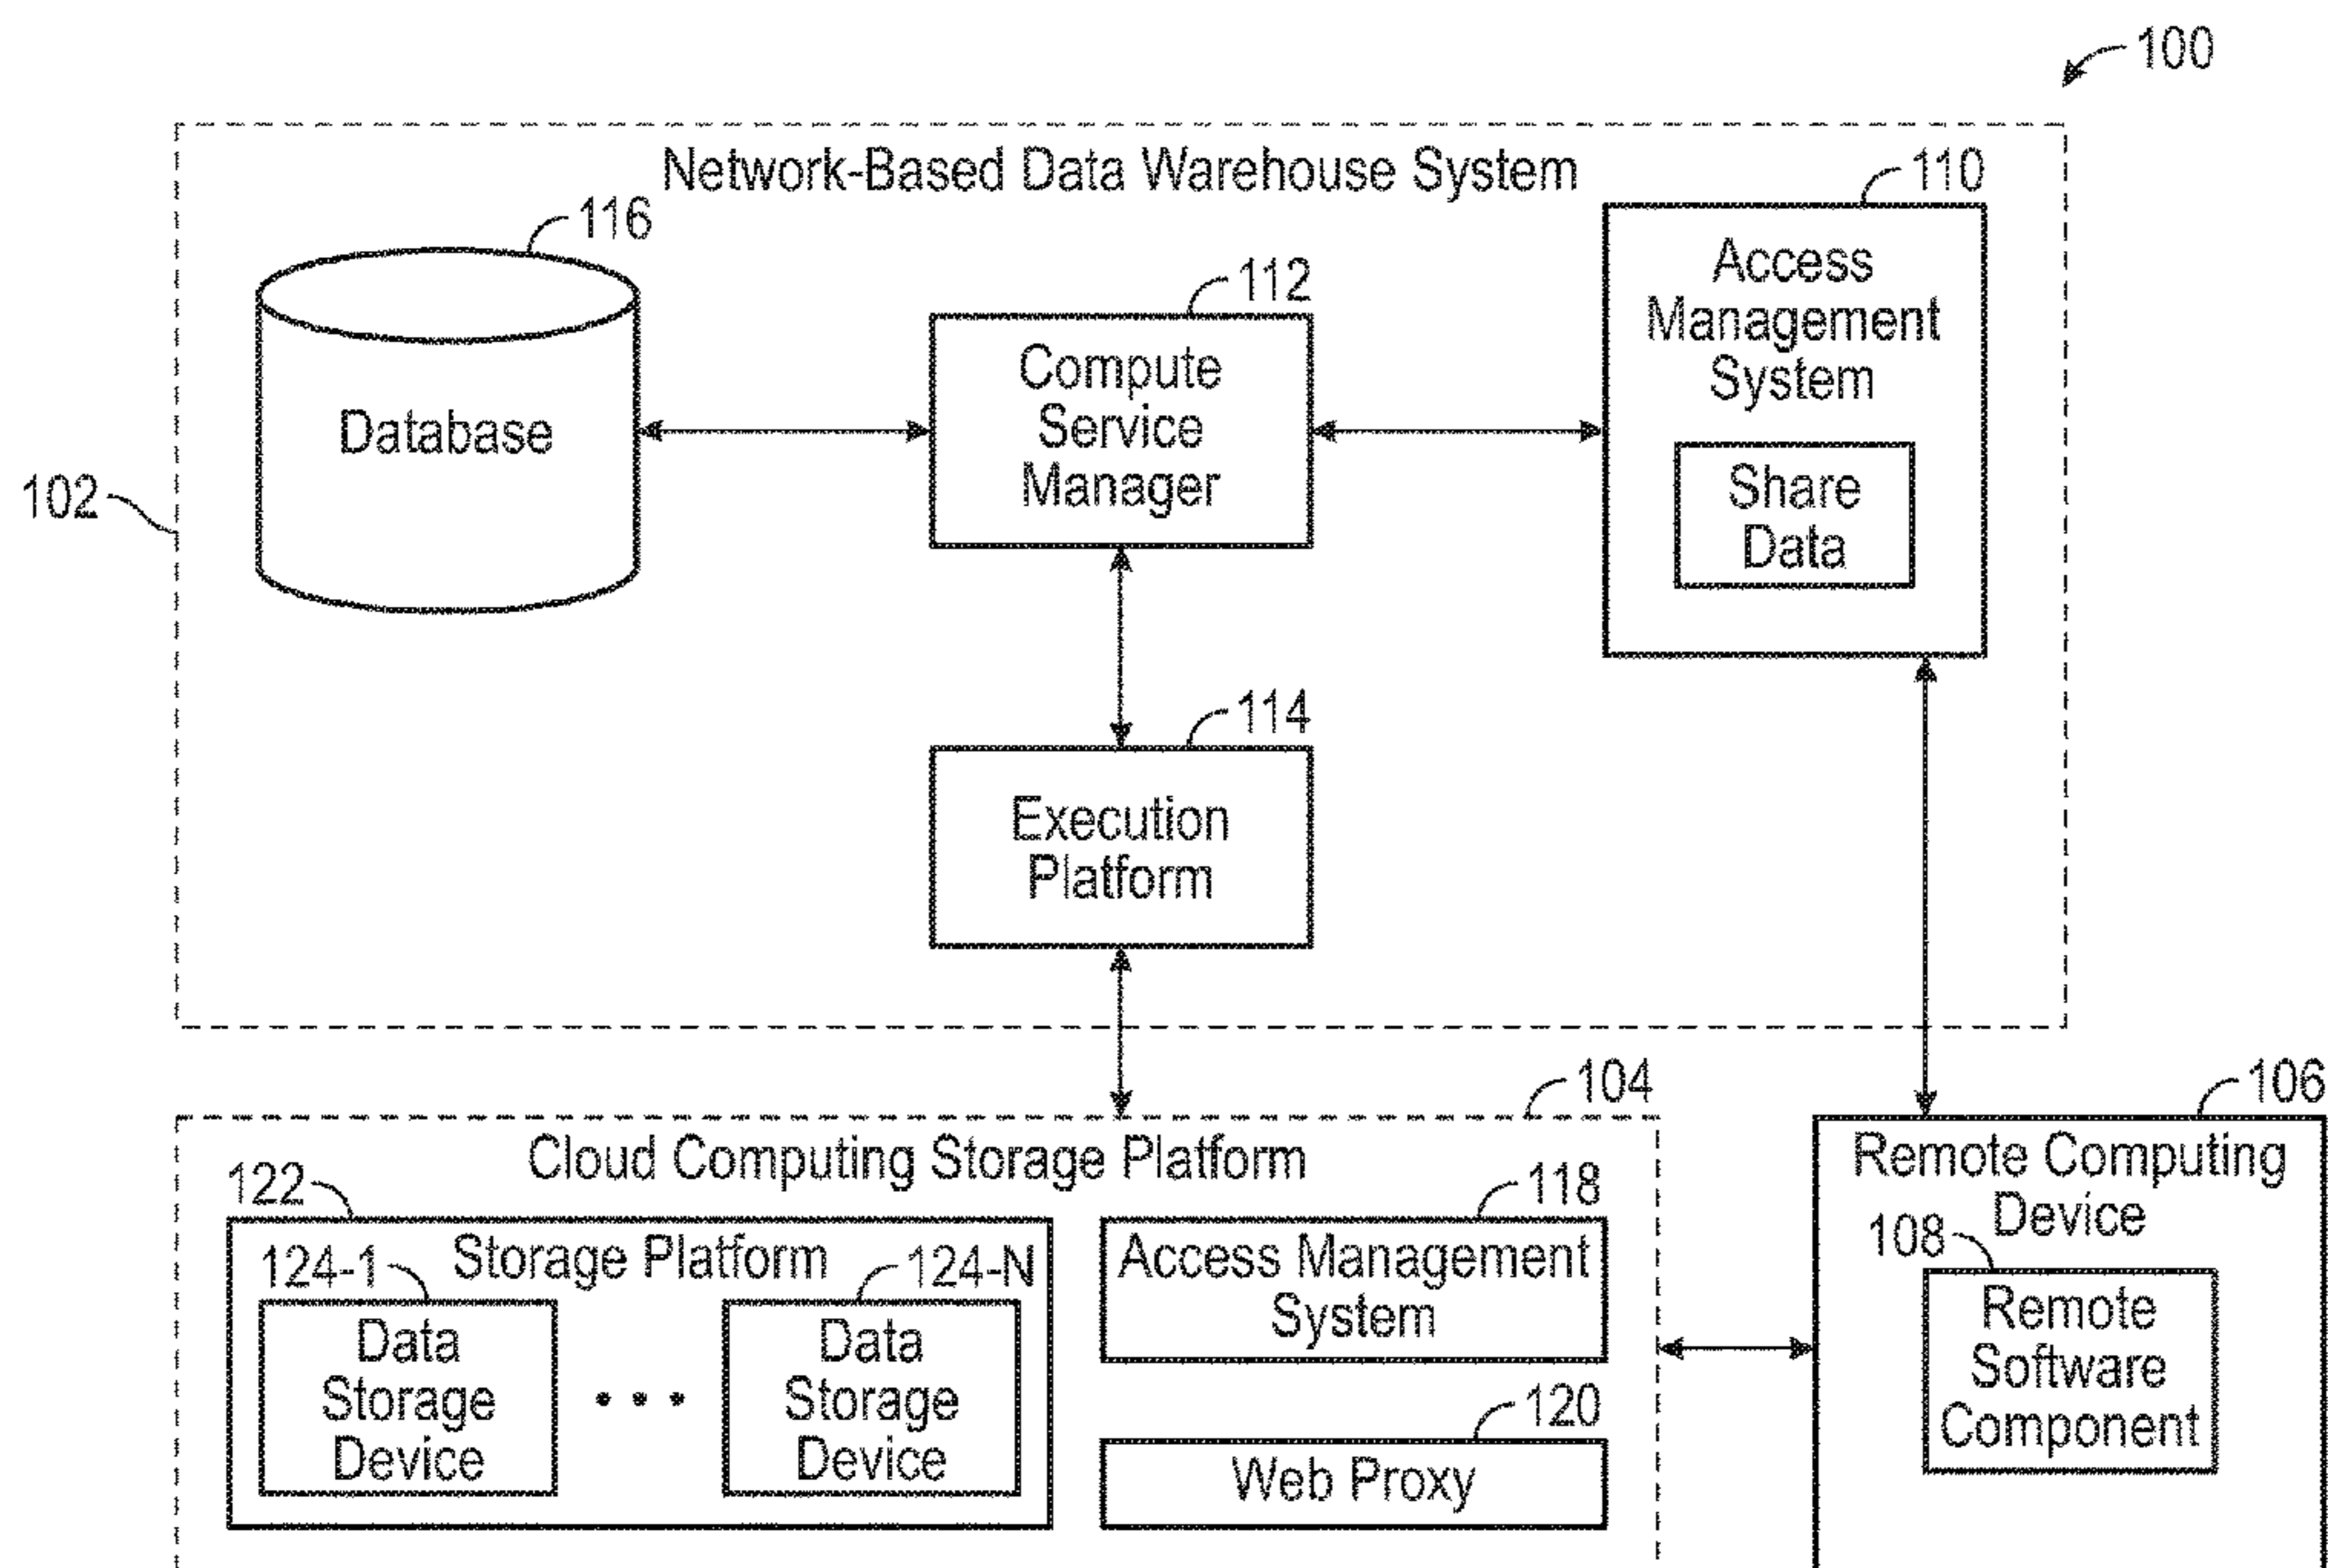 100
Network-Based Data Warehouse System
110
116
112
Access
Management
System
Compute
Service
Manager
Database
102
Share
Data
114
Execution
Platform
104
106
Cloud Computing Storage Platform
Remote Computing
Device
122
118
Storage Platform
Access Management
System
108
124-1
124-N
Remote
Software
Component
Data
Storage
Device
• • •
Data
Storage
Device
120
Web Proxy